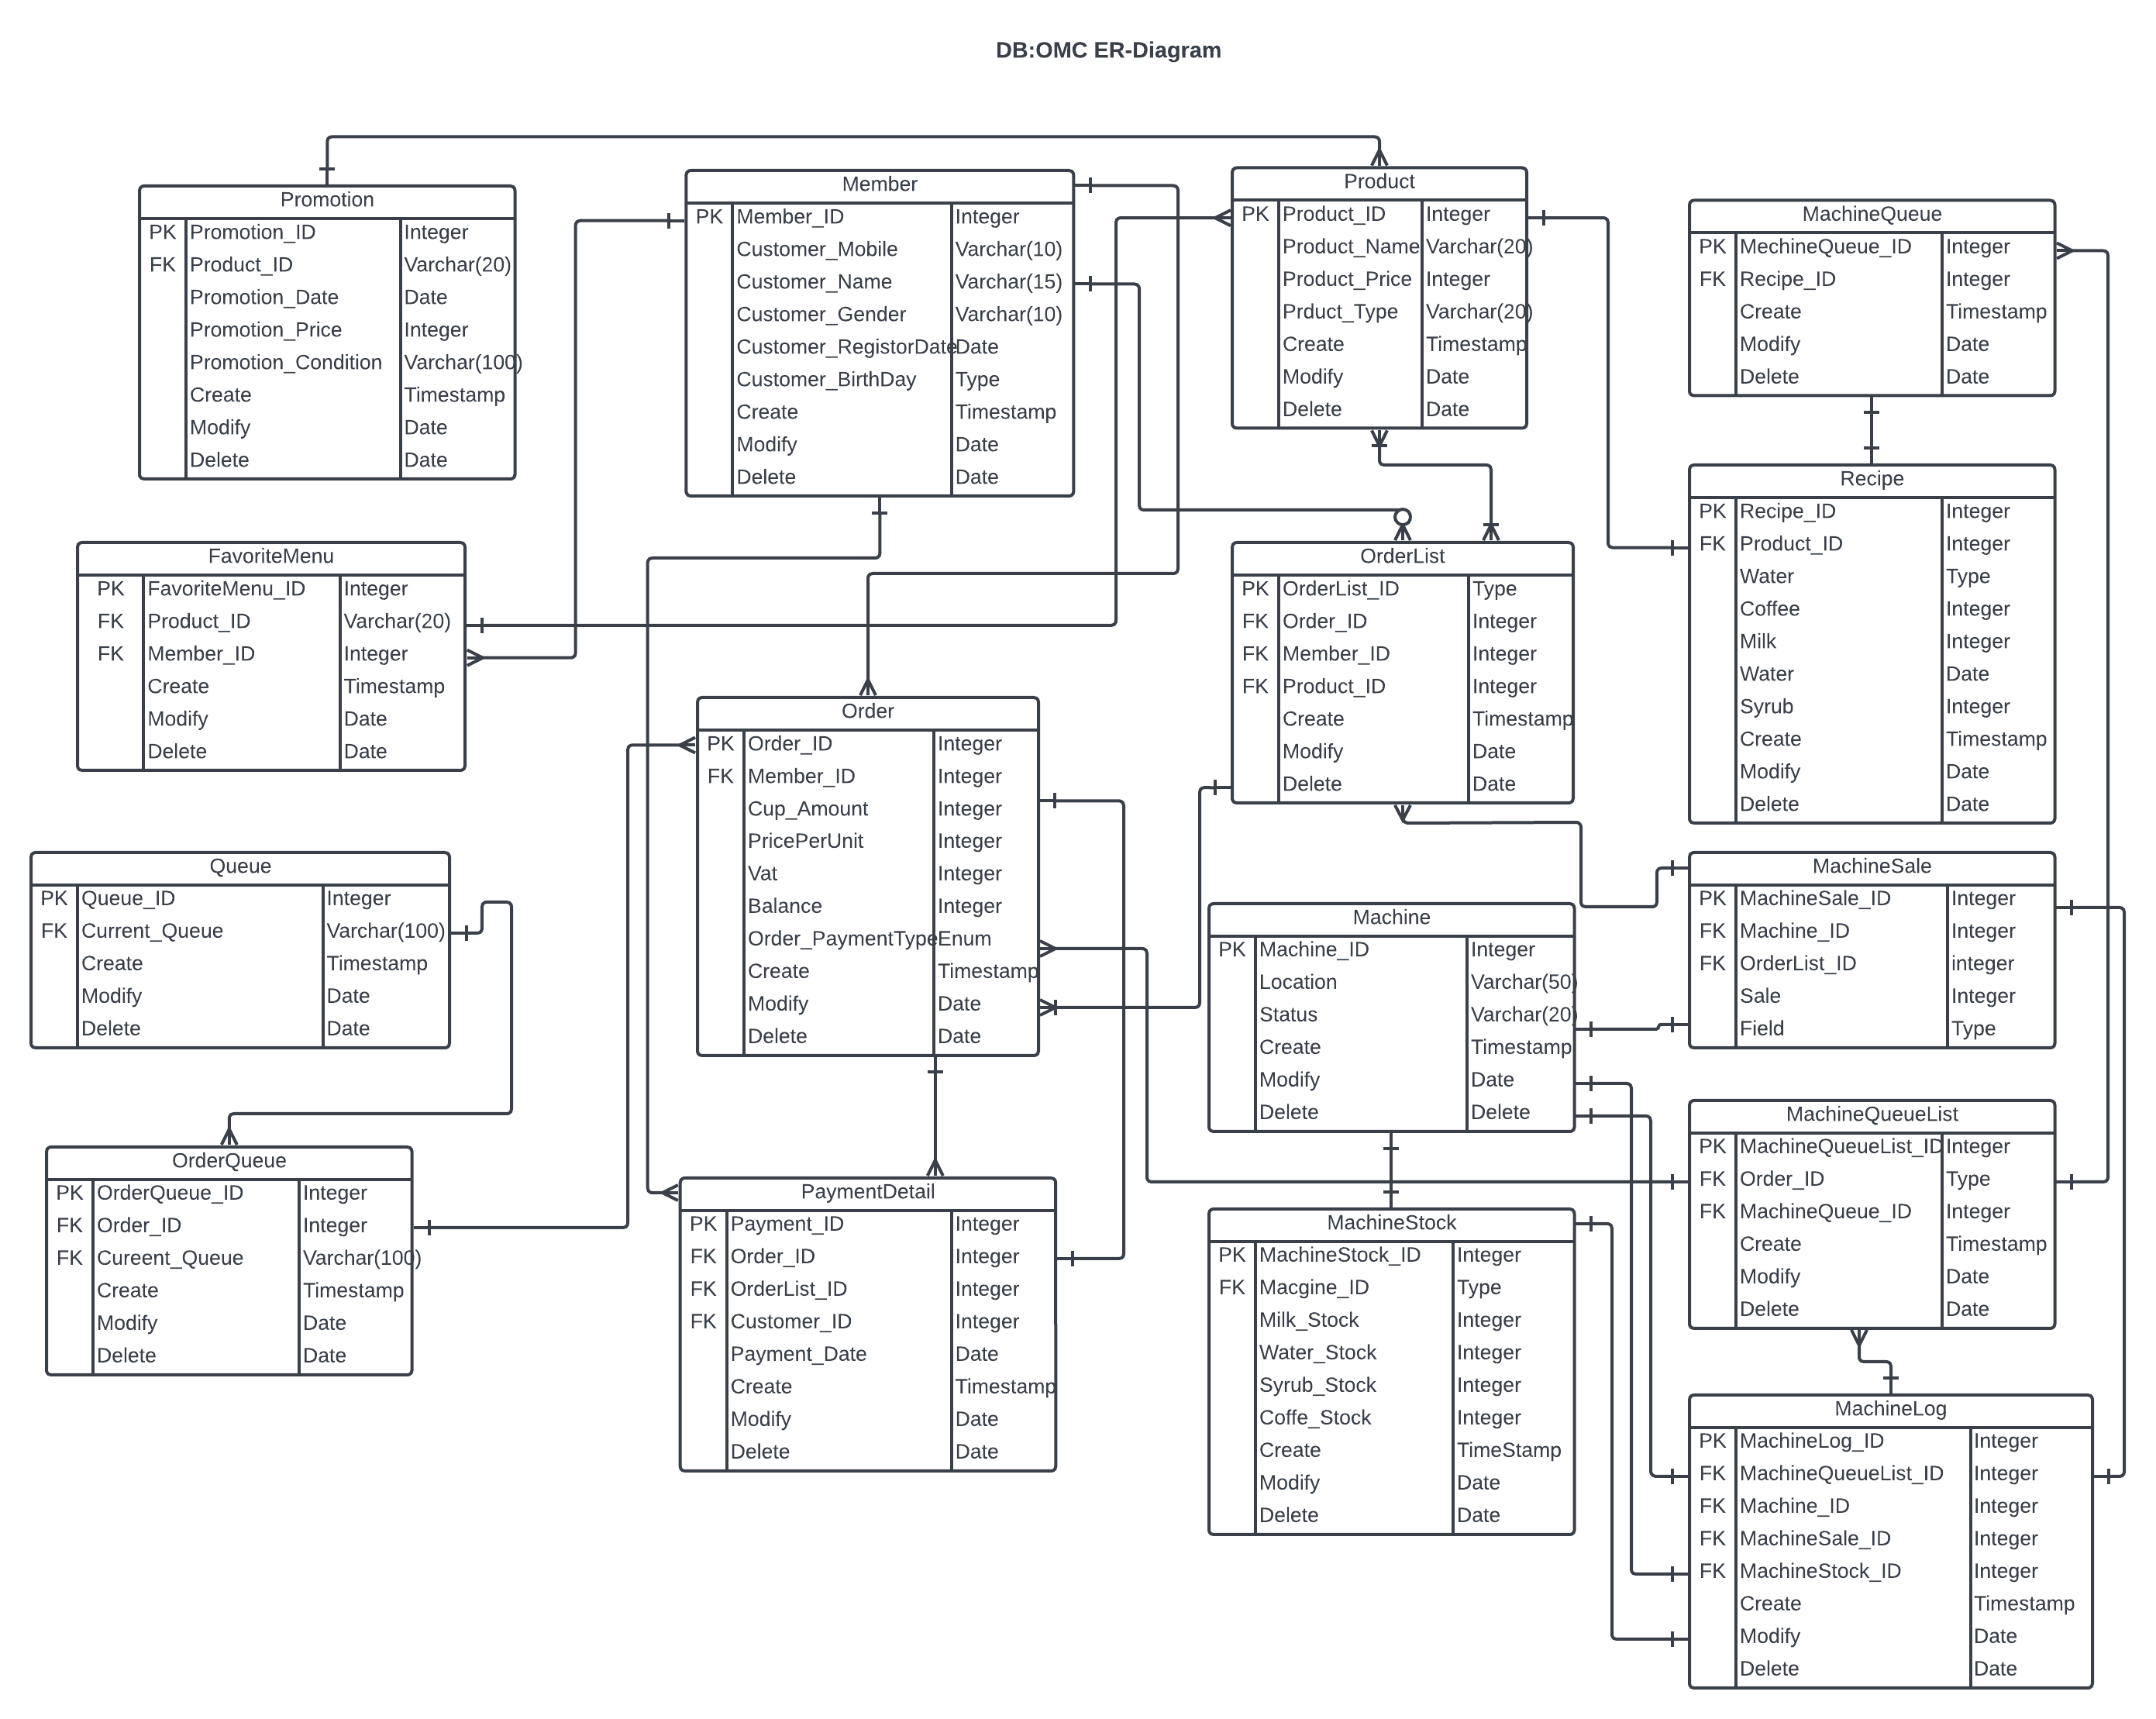 DB:OMC ER-Diagram
Promotion
PK Promotion_ID Integer
FK Product_ID Varchar(20)
Promotion_Date Date
Promotion_Price Integer
Promotion_Condition Varchar(100)
Create Timestamp
Modify Date
Delete Date
Member
PK Member_ID Integer
Customer_Mobile Varchar(10)
Customer_Name Varchar(15)
Customer_Gender Varchar(10)
Customer_RegistorDate Date
Customer_BirthDay Type
Create Timestamp
Modify Date
Delete Date
Product
PK Product_ID Integer
Product_Name Varchar(20)
Product_Price Integer
Prduct_Type Varchar(20)
Create Timestamp
Modify Date
Delete Date
MachineQueue
PK MechineQueue_ID Integer
FK Recipe_ID Integer
Create Timestamp
Modify Date
Delete Date
FavoriteMenu
PK FavoriteMenu_ID Integer
FK Product_ID Varchar(20)
FK Member_ID Integer
Create Timestamp
Modify Date
Delete Date
OrderList
PK OrderList_ID Type
FK Order_ID Integer
FK Member_ID Integer
FK Product_ID Integer
Create Timestamp
Modify Date
Delete Date
Recipe
PK Recipe_ID Integer
FK Product_ID Integer
Water Type
Coffee Integer
Milk Integer
Water Date
Syrub Integer
Create Timestamp
Modify Date
Delete Date
Order
PK Order_ID Integer
FK Member_ID Integer
Cup_Amount Integer
PricePerUnit Integer
Vat Integer
Balance Integer
Order_PaymentType Enum
Create Timestamp
Modify Date
Delete Date
Queue
PK Queue_ID Integer
FK Current_Queue Varchar(100)
Create Timestamp
Modify Date
Delete Date
Machine
PK Machine_ID Integer
Location Varchar(50)
Status Varchar(20)
Create Timestamp
Modify Date
Delete Delete
MachineSale
PK MachineSale_ID Integer
FK Machine_ID Integer
FK OrderList_ID integer
Sale Integer
Field Type
OrderQueue
PK OrderQueue_ID Integer
FK Order_ID Integer
FK Cureent_Queue Varchar(100)
Create Timestamp
Modify Date
Delete Date
PaymentDetail
PK Payment_ID Integer
FK Order_ID Integer
FK OrderList_ID Integer
FK Customer_ID Integer
Payment_Date Date
Create Timestamp
Modify Date
Delete Date
MachineStock
PK MachineStock_ID Integer
FK Macgine_ID Type
Milk_Stock Integer
Water_Stock Integer
Syrub_Stock Integer
Coffe_Stock Integer
Create TimeStamp
Modify Date
Delete Date
MachineQueueList
PK MachineQueueList_ID Integer
FK Order_ID Type
FK MachineQueue_ID Integer
Create Timestamp
Modify Date
Delete Date
MachineLog
PK MachineLog_ID Integer
FK MachineQueueList_ID Integer
FK Machine_ID Integer
FK MachineSale_ID Integer
FK MachineStock_ID Integer
Create Timestamp
Modify Date
Delete Date